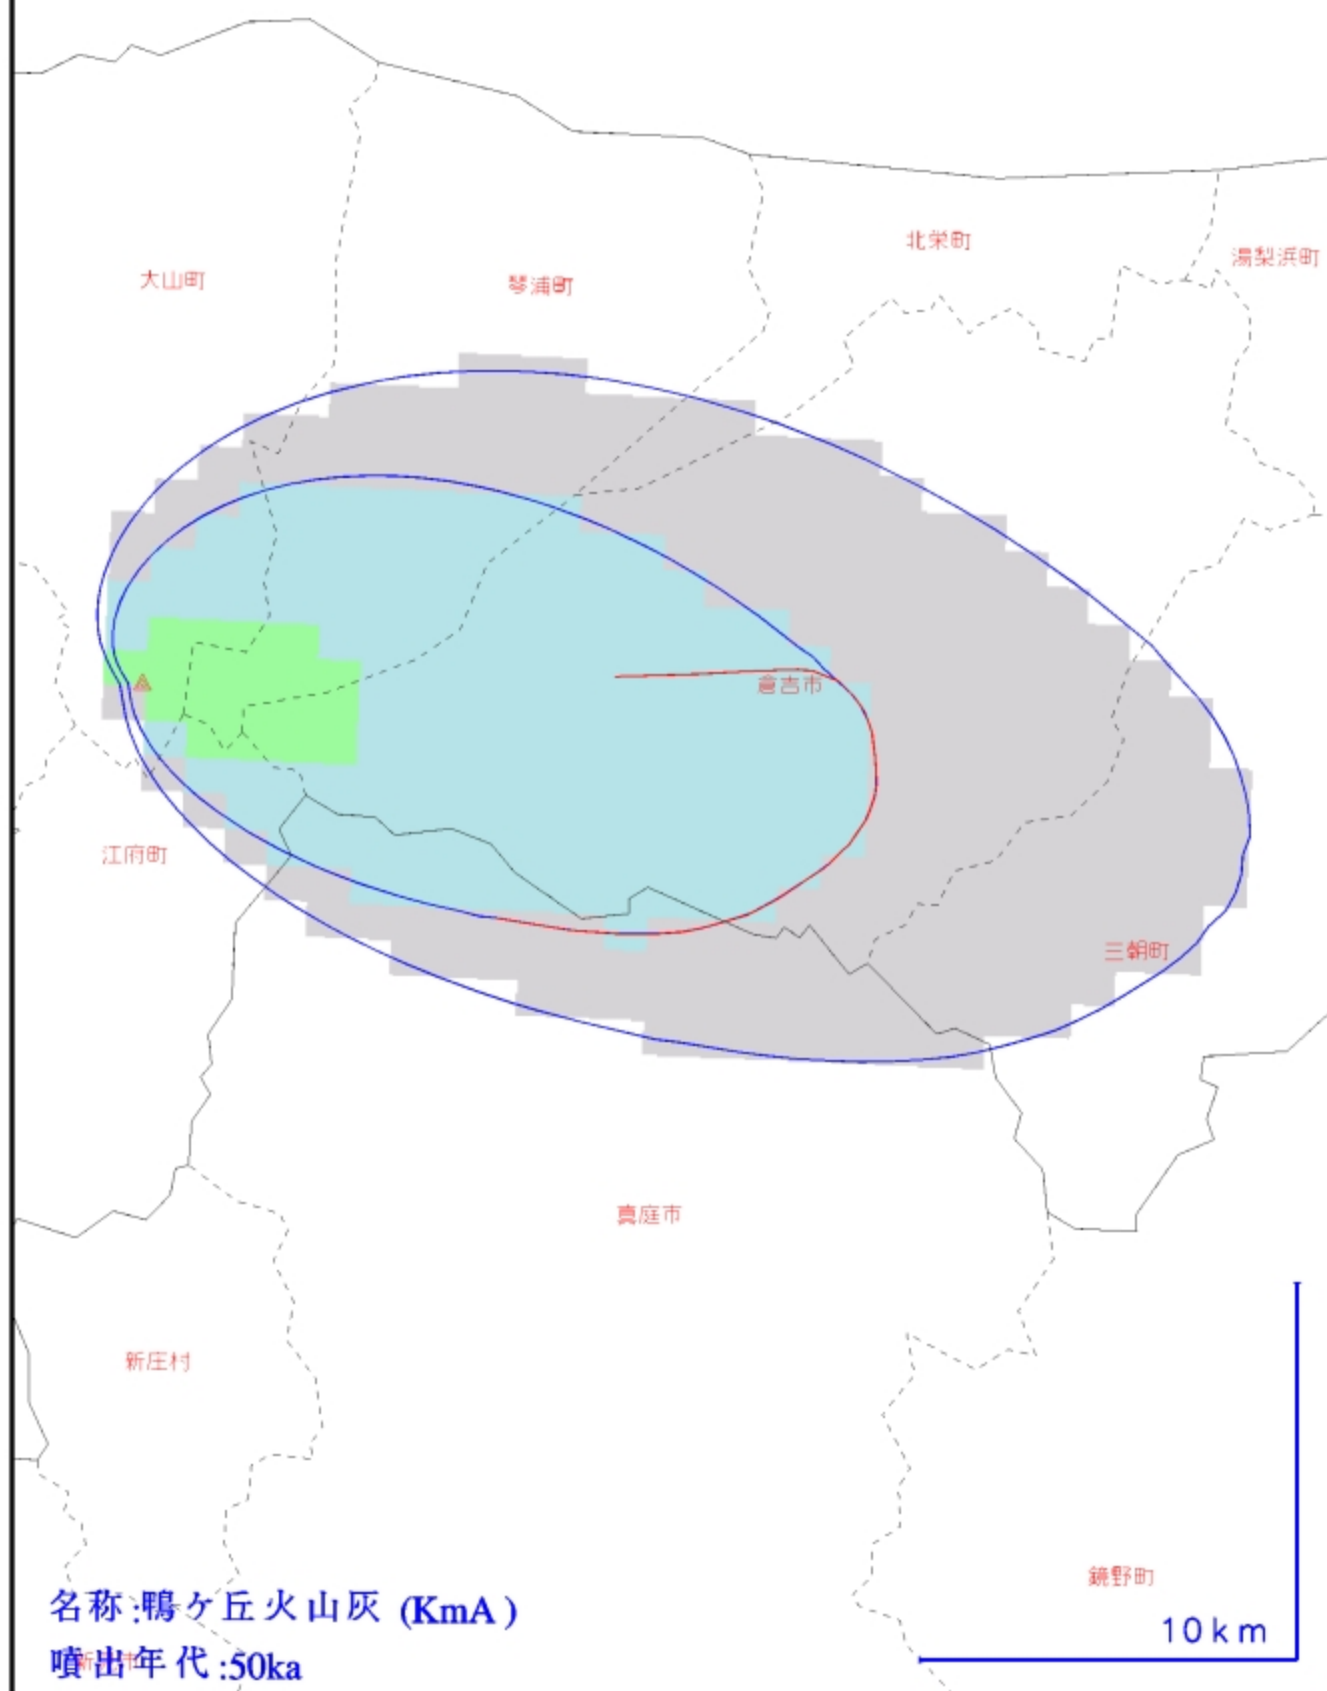 北栄町
湯梨浜町
大山町
琴浦町
倉吉市
江府町
三朝町
真庭市
新庄村
鏡野町
名称:鴨ケ丘火山灰 (KmA)
10km
噴出年代:50ka